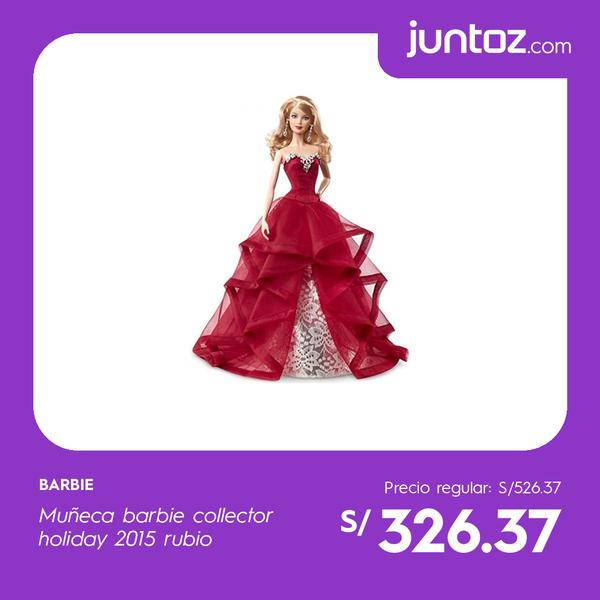 juntoz.com
BARBIE
Muñeca barbie collector
holiday 2015 rubio
Precio regular: S/526.37
S/ 326.37